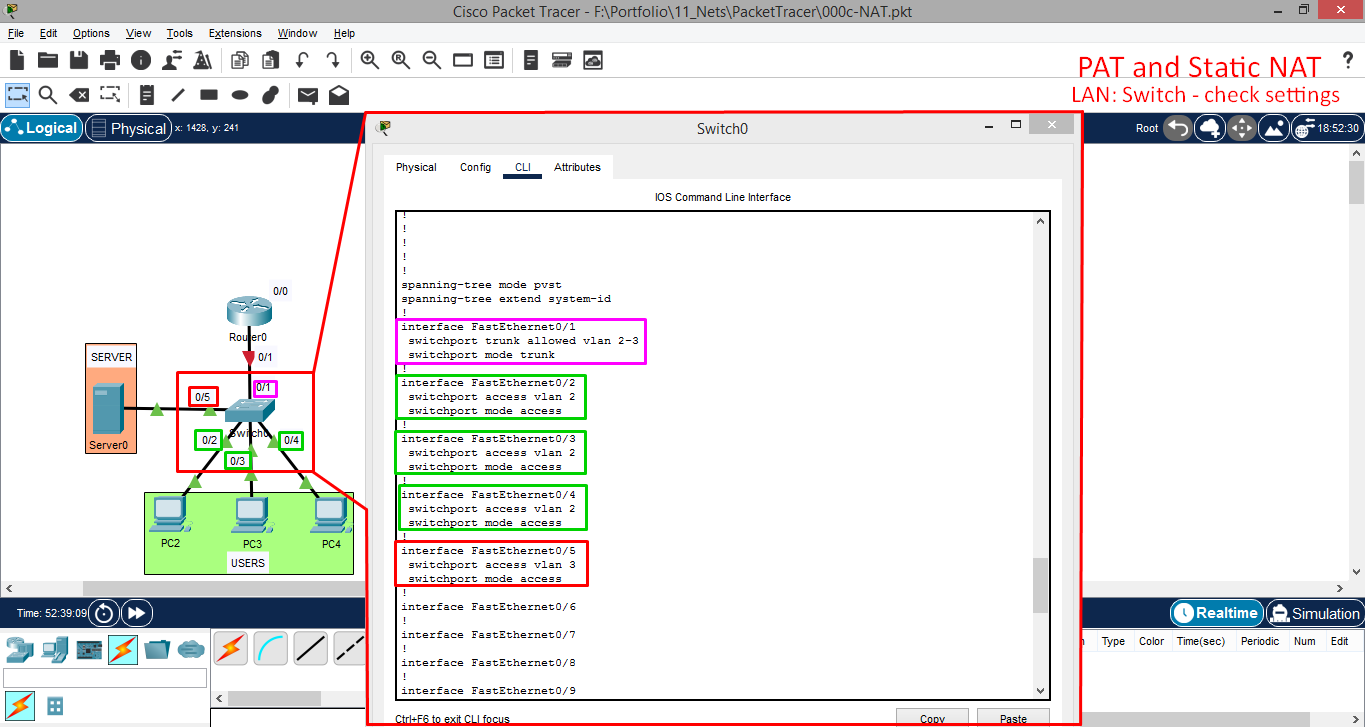 Cisco Packet Tracer - F:\Portfolio\11_Nets\PacketTracer\000c-NAT.pkt
File Edit Options View Tools Extensions Window Help
?
PAT and Static NAT
LAN: Switch - check settings
Logical Physical x: 1428, y: 241
Root 18:52:30
Switch0
Physical Config CLI Attributes
IOS Command Line Interface
!
!
!
!
!
spanning-tree mode pvst
spanning-tree extend system-id
!
interface FastEthernet0/1
switchport trunk allowed vlan 2-3
switchport mode trunk
!
interface FastEthernet0/2
switchport access vlan 2
switchport mode access
!
interface FastEthernet0/3
switchport access vlan 2
switchport mode access
!
interface FastEthernet0/4
switchport access vlan 2
switchport mode access
!
interface FastEthernet0/5
switchport access vlan 3
switchport mode access
!
interface FastEthernet0/6
!
interface FastEthernet0/7
!
interface FastEthernet0/8
!
interface FastEthernet0/9
Ctrl+F6 to exit CLI focus
Copy Paste
0/0
Router0
0/1
SERVER
0/1
0/5
Switch0
Server0
0/2
0/4
0/3
PC2
PC3
PC4
USERS
Time: 52:39:09
Realtime Simulation
Type Color Time(sec) Periodic Num Edit